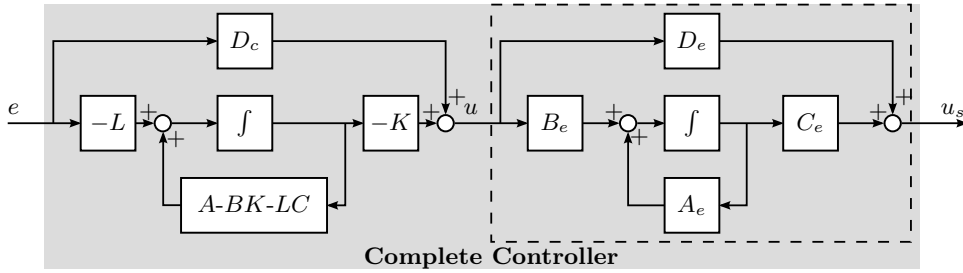 D_c
D_e
e
-L
+
+
∫
-K
+
+
u
B_e
+
+
∫
C_e
+
+
u_s
A-BK-LC
A_e
Complete Controller